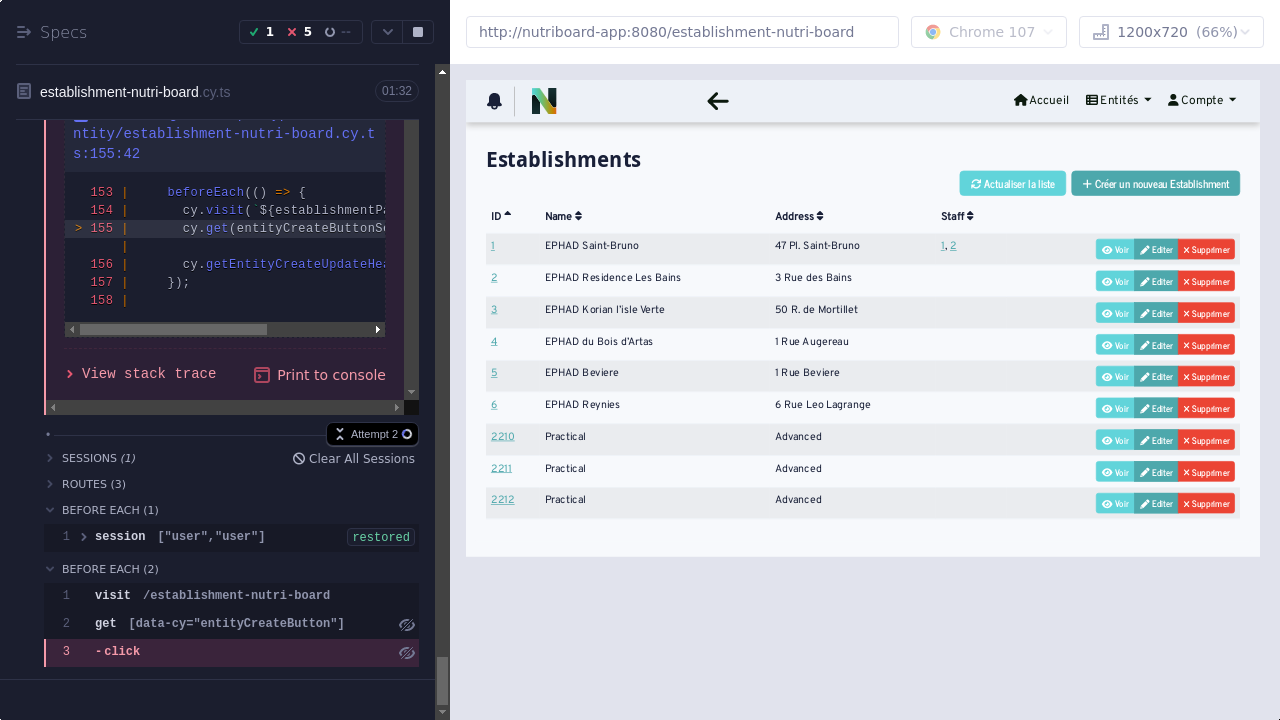 Specs
1 5 --
establishment-nutri-board.cy.ts 01:32
ntity/establishment-nutri-board.cy.t
s:155:42
153 | beforeEach(() => {
154 | cy.visit(`${establishmentPa
> 155 | cy.get(entityCreateButtonSe
|
156 | cy.getEntityCreateUpdateHea
157 | });
158 |
View stack trace
Print to console
Attempt 2
SESSIONS (1)
Clear All Sessions
ROUTES (3)
BEFORE EACH (1)
1 session ["user","user"] restored
BEFORE EACH (2)
1 visit /establishment-nutri-board
2 get [data-cy="entityCreateButton"]
3 -click
http://nutriboard-app:8080/establishment-nutri-board
Chrome 107
1200x720 (66%)
N
Accueil
Entités
Compte
Establishments
Actualiser la liste
Créer un nouveau Establishment
ID Name Address Staff
1 EPHAD Saint-Bruno 47 Pl. Saint-Bruno 1, 2 Voir Editer Supprimer
2 EPHAD Residence Les Bains 3 Rue des Bains Voir Editer Supprimer
3 EPHAD Korian l'isle Verte 50 R. de Mortillet Voir Editer Supprimer
4 EPHAD du Bois d'Artas 1 Rue Augereau Voir Editer Supprimer
5 EPHAD Beviere 1 Rue Beviere Voir Editer Supprimer
6 EPHAD Reynies 6 Rue Leo Lagrange Voir Editer Supprimer
2210 Practical Advanced Voir Editer Supprimer
2211 Practical Advanced Voir Editer Supprimer
2212 Practical Advanced Voir Editer Supprimer